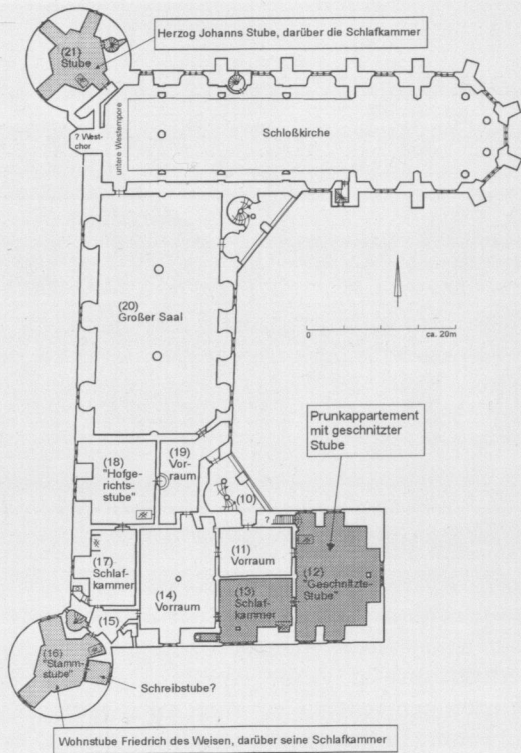 Herzog Johanns Stube, darüber die Schlafkammer
(21)
Stube
? West-
chor
untere Westempore
Schloßkirche
(20)
Großer Saal
0
ca. 20m
Prunkappartement
mit geschnitzter
Stube
(18)
"Hofge-
richts-
stube"
(19)
Vor-
raum
(10)
?
(11)
Vorraum
(12)
"Geschnitzte
Stube"
(17)
Schlaf-
kammer
(14)
Vorraum
(13)
Schlaf-
kammer
(15)
(16)
"Stamm-
stube"
Schreibstube?
Wohnstube Friedrich des Weisen, darüber seine Schlafkammer